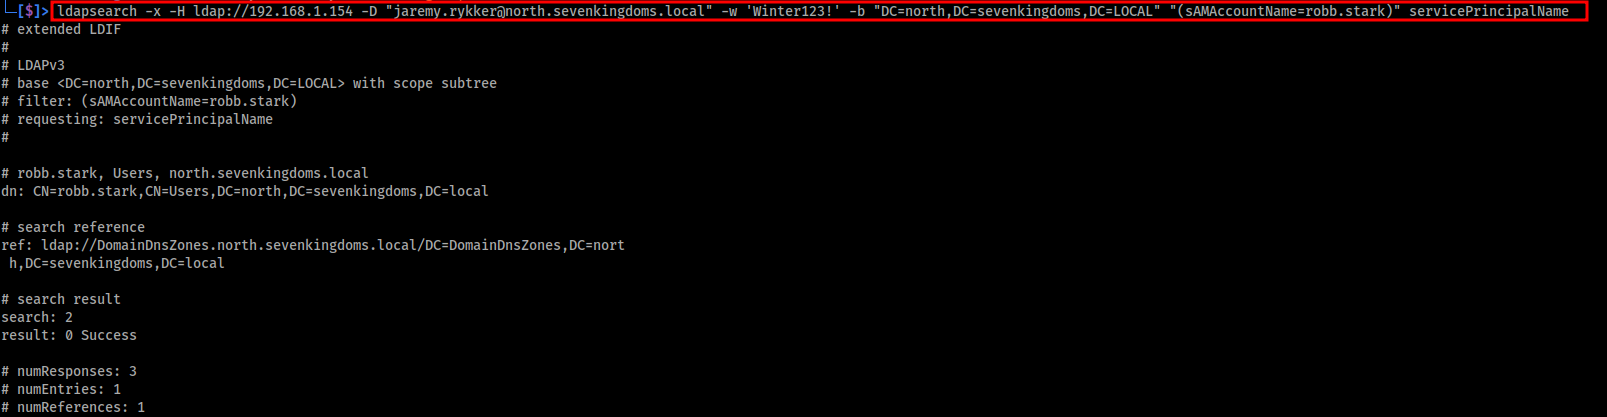 └─[$]> ldapsearch -x -H ldap://192.168.1.154 -D "jaremy.rykker@north.sevenkingdoms.local" -w 'Winter123!' -b "DC=north,DC=sevenkingdoms,DC=LOCAL" "(sAMAccountName=robb.stark)" servicePrincipalName
# extended LDIF
#
# LDAPv3
# base <DC=north,DC=sevenkingdoms,DC=LOCAL> with scope subtree
# filter: (sAMAccountName=robb.stark)
# requesting: servicePrincipalName
#
# robb.stark, Users, north.sevenkingdoms.local
dn: CN=robb.stark,CN=Users,DC=north,DC=sevenkingdoms,DC=local
# search reference
ref: ldap://DomainDnsZones.north.sevenkingdoms.local/DC=DomainDnsZones,DC=nort
 h,DC=sevenkingdoms,DC=local
# search result
search: 2
result: 0 Success
# numResponses: 3
# numEntries: 1
# numReferences: 1